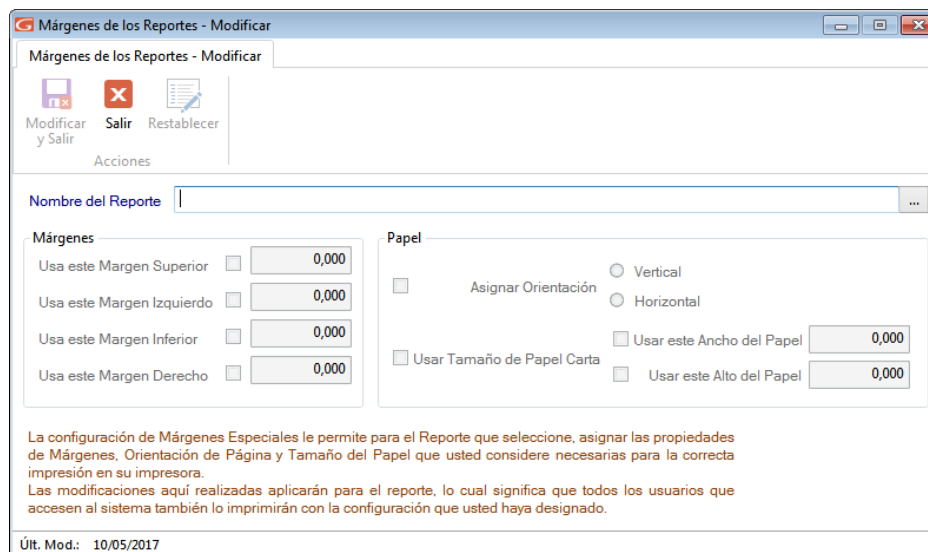 Márgenes de los Reportes - Modificar
Márgenes de los Reportes - Modificar
Modificar y Salir
Salir
Restablecer
Acciones
Nombre del Reporte
...
Márgenes
Usa este Margen Superior 0,000
Usa este Margen Izquierdo 0,000
Usa este Margen Inferior 0,000
Usa este Margen Derecho 0,000
Papel
Asignar Orientación
Vertical
Horizontal
Usar Tamaño de Papel Carta
Usar este Ancho del Papel 0,000
Usar este Alto del Papel 0,000
La configuración de Márgenes Especiales le permite para el Reporte que seleccione, asignar las propiedades
de Márgenes, Orientación de Página y Tamaño del Papel que usted considere necesarias para la correcta
impresión en su impresora.
Las modificaciones aquí realizadas aplicarán para el reporte, lo cual significa que todos los usuarios que
accesen al sistema también lo imprimirán con la configuración que usted haya designado.
Últ. Mod.: 10/05/2017